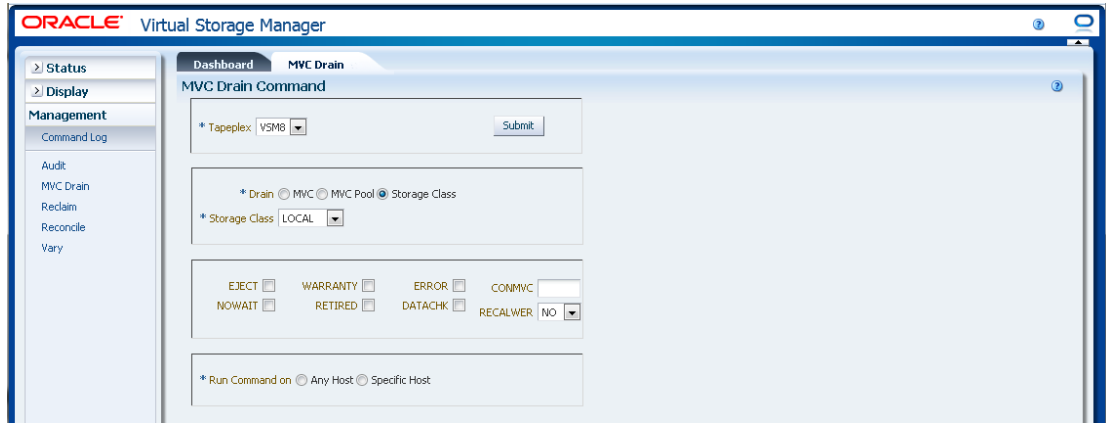 ORACLE Virtual Storage Manager
Status
Display
Management
Command Log
Audit
MVC Drain
Reclaim
Reconcile
Vary
Dashboard MVC Drain
MVC Drain Command
* Tapeplex VSM8 Submit
* Drain MVC MVC Pool Storage Class
* Storage Class LOCAL
EJECT WARRANTY ERROR CONMVC
NOWAIT RETIRED DATACHK RECALWER NO
* Run Command on Any Host Specific Host